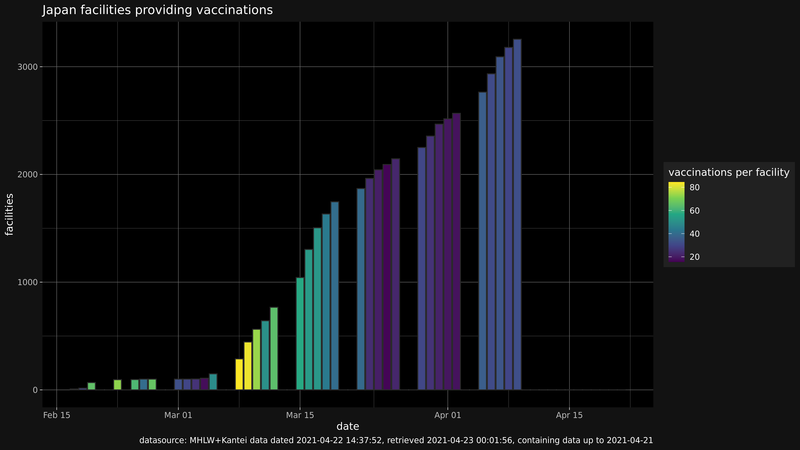 Japan facilities providing vaccinations
facilities
3000
2000
1000
0
Feb 15
Mar 01
Mar 15
Apr 01
Apr 15
date
vaccinations per facility
80
60
40
20
datasource: MHLW+Kantei data dated 2021-04-22 14:37:52, retrieved 2021-04-23 00:01:56, containing data up to 2021-04-21